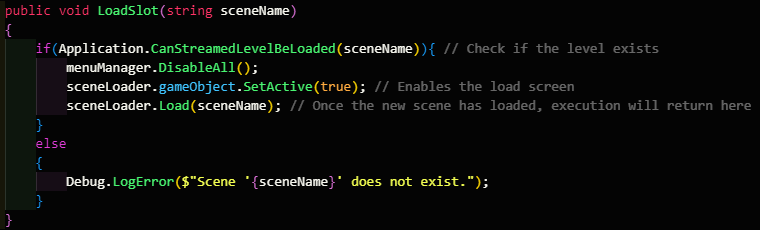 public void LoadSlot(string sceneName)
{
    if(Application.CanStreamedLevelBeLoaded(sceneName)){ // Check if the level exists
        menuManager.DisableAll();
        sceneLoader.gameObject.SetActive(true); // Enables the load screen
        sceneLoader.Load(sceneName); // Once the new scene has loaded, execution will return here
    }
    else
    {
        Debug.LogError($"Scene '{sceneName}' does not exist.");
    }
}